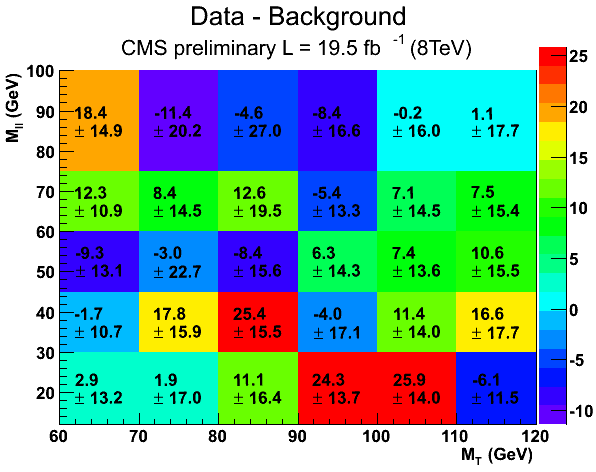 Data - Background
CMS preliminary L = 19.5 fb -1 (8TeV)
M_ll (GeV)
100
90
80
70
60
50
40
30
20
18.4 -11.4 -4.6 -8.4 -0.2 1.1
± 14.9 ± 20.2 ± 27.0 ± 16.6 ± 16.0 ± 17.7
12.3 8.4 12.6 -5.4 7.1 7.5
± 10.9 ± 14.5 ± 19.5 ± 13.3 ± 14.5 ± 15.4
-9.3 -3.0 -8.4 6.3 7.4 10.6
± 13.1 ± 22.7 ± 15.6 ± 14.3 ± 13.6 ± 15.5
-1.7 17.8 25.4 -4.0 11.4 16.6
± 10.7 ± 15.9 ± 15.5 ± 17.1 ± 14.0 ± 17.7
2.9 1.9 11.1 24.3 25.9 -6.1
± 13.2 ± 17.0 ± 16.4 ± 13.7 ± 14.0 ± 11.5
60 70 80 90 100 110 120
M_T (GeV)
25
20
15
10
5
0
-5
-10